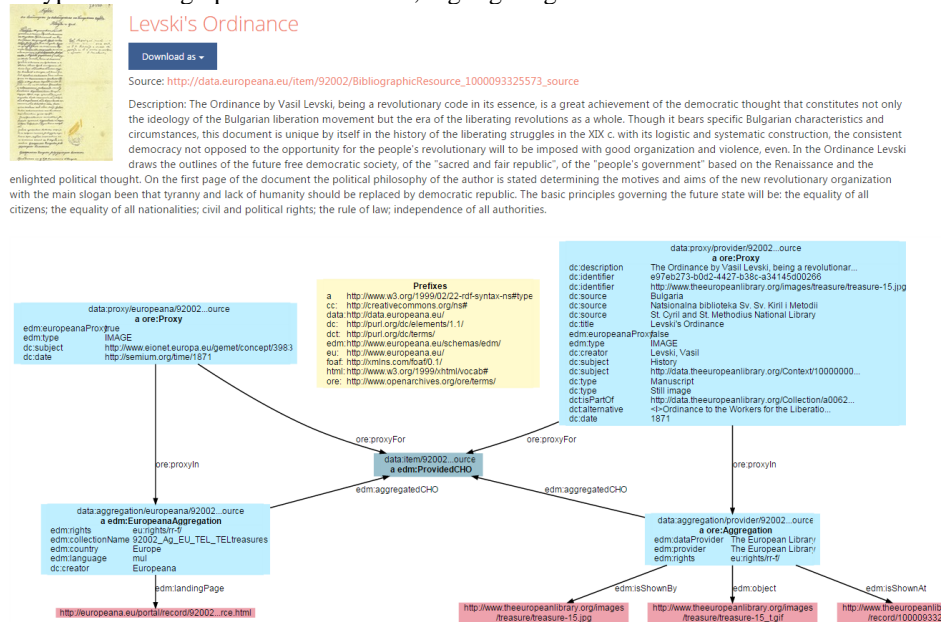 Levski's Ordinance
Download as
Source: http://data.europeana.eu/item/92002/BibliographicResource_1000093325573_source
Description: The Ordinance by Vasil Levski, being a revolutionary code in its essence, is a great achievement of the democratic thought that constitutes not only
the ideology of the Bulgarian liberation movement but the era of the liberating revolutions as a whole. Though it bears specific Bulgarian characteristics and
circumstances, this document is unique by itself in the history of the liberating struggles in the XIX c. with its logistic and systematic construction, the consistent
democracy not opposed to the opportunity for the people's revolutionary will to be imposed with good organization and violence, even. In the Ordinance Levski
draws the outlines of the future free democratic society, of the "sacred and fair republic", of the "people's government" based on the Renaissance and the
enlighted political thought. On the first page of the document the political philosophy of the author is stated determining the motives and aims of the new revolutionary organization
with the main slogan been that tyranny and lack of humanity should be replaced by democratic republic. The basic principles governing the future state will be: the equality of all
citizens; the equality of all nationalities; civil and political rights; the rule of law; independence of all authorities.
data:proxy/europeana/92002...ource
a ore:Proxy
edm:europeanaProxy true
edm:type IMAGE
dc:subject http://www.eionet.europa.eu/gemet/concept/3983
dc:date http://semium.org/time/1871
Prefixes
a http://www.w3.org/1999/02/22-rdf-syntax-ns#type
cc: http://creativecommons.org/ns#
data: http://data.europeana.eu/
dc: http://purl.org/dc/elements/1.1/
dct: http://purl.org/dc/terms/
edm: http://www.europeana.eu/schemas/edm/
eu: http://www.europeana.eu/
foaf: http://xmlns.com/foaf/0.1/
html: http://www.w3.org/1999/xhtml/vocab#
ore: http://www.openarchives.org/ore/terms/
data:proxy/provider/92002...ource
a ore:Proxy
dc:description The Ordinance by Vasil Levski, being a revolutionar...
dc:identifier e97eb273-b0d2-4427-b38c-a34145d00266
dc:identifier http://www.theeuropeanlibrary.org/images/treasure/treasure-15.jpg
dc:source Bulgaria
dc:source Natsionalna biblioteka Sv. Sv. Kiril i Metodii
dc:source St. Cyril and St. Methodius National Library
dc:title Levski's Ordinance
edm:europeanaProxy false
edm:type IMAGE
dc:creator Levski, Vasil
dc:subject History
dc:subject http://data.theeuropeanlibrary.org/Context/10000000...
dc:type Manuscript
dc:type Still image
dct:isPartOf http://data.theeuropeanlibrary.org/Collection/a0062...
dct:alternative <I>Ordinance to the Workers for the Liberatio...
dc:date 1871
ore:proxyFor
ore:proxyFor
data:item/92002...ource
a edm:ProvidedCHO
ore:proxyIn
ore:proxyIn
edm:aggregatedCHO
edm:aggregatedCHO
data:aggregation/europeana/92002...ource
a edm:EuropeanaAggregation
edm:rights eu:rights/rr-f/
edm:collectionName 92002_Ag_EU_TEL_TELtreasures
edm:country Europe
edm:language mul
dc:creator Europeana
data:aggregation/provider/92002...ource
a ore:Aggregation
edm:dataProvider The European Library
edm:provider The European Library
edm:rights eu:rights/rr-f/
edm:landingPage
edm:isShownBy
edm:object
edm:isShownAt
http://europeana.eu/portal/record/92002...rce.html
http://www.theeuropeanlibrary.org/images
/treasure/treasure-15.jpg
http://www.theeuropeanlibrary.org/images
/treasure/treasure-15_t.gif
/record/100009332